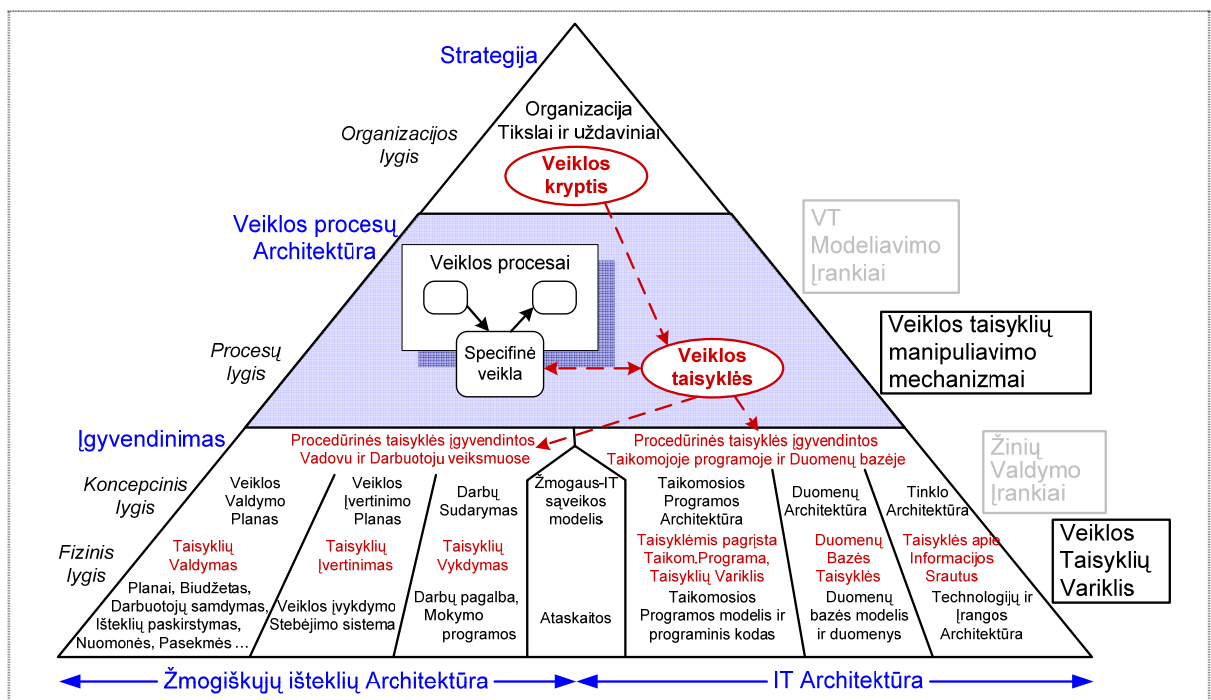 Strategija
Organizacija
Tikslai ir uždaviniai
Organizacijos
lygis
Veiklos
kryptis
Veiklos procesų
Architektūra
VT
Modeliavimo
Įrankiai
Veiklos procesai
Specifinė
veikla
Veiklos
taisyklės
Procesų
lygis
Veiklos taisyklių
manipuliavimo
mechanizmai
Įgyvendinimas
Procedūrinės taisyklės įgyvendintos
Vadovu ir Darbuotoju veiksmuose
Procedūrinės taisyklės įgyvendintos
Taikomojoje programoje ir Duomenų bazėje
Žinių
Valdymo
Įrankiai
Koncepcinis
lygis
Veiklos
Valdymo
Planas
Veiklos
Įvertinimo
Planas
Darbų
Sudarymas
Žmogaus-IT
sąveikos
modelis
Taikomosios
Programos
Architektūra
Duomenų
Architektūra
Tinklo
Architektūra
Fizinis
lygis
Taisyklių
Valdymas
Taisyklių
Įvertinimas
Taisyklių
Vykdymas
Taisyklėmis pagrįsta
Taikom.Programa,
Taisyklių Variklis
Duomenų
Bazės
Taisyklės
Taisyklės apie
Informacijos
Srautus
Veiklos
Taisyklių
Variklis
Planai, Biudžetas,
Darbuotojų samdymas,
Išteklių paskirstymas,
Nuomonės, Pasekmės ...
Veiklos įvykdymo
Stebėjimo sistema
Darbų pagalba,
Mokymo
programos
Ataskaitos
Taikomosios
Programos modelis ir
programinis kodas
Duomenų
bazės modelis
ir duomenys
Technologijų ir
Įrangos
Architektūra
Žmogiškųjų išteklių Architektūra
IT Architektūra